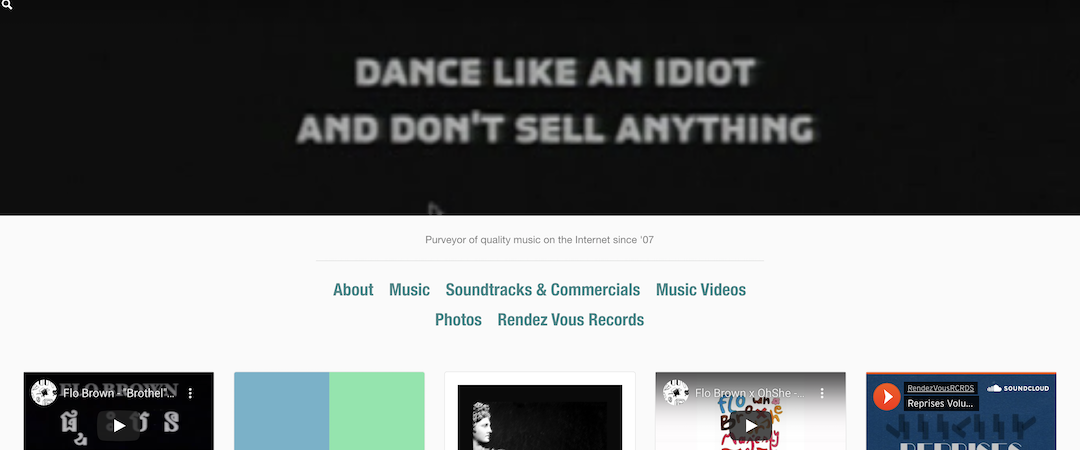 DANCE LIKE AN IDIOT
AND DON'T SELL ANYTHING
Purveyor of quality music on the Internet since '07
About Music Soundtracks & Commercials Music Videos
Photos Rendez Vous Records
Flo Brown - "Brothel"...
FLO BROWN
Flo Brown x OhShe -...
RendezVousRCRDS
SOUNDCLOUD
Reprises Volu...
REPRISES